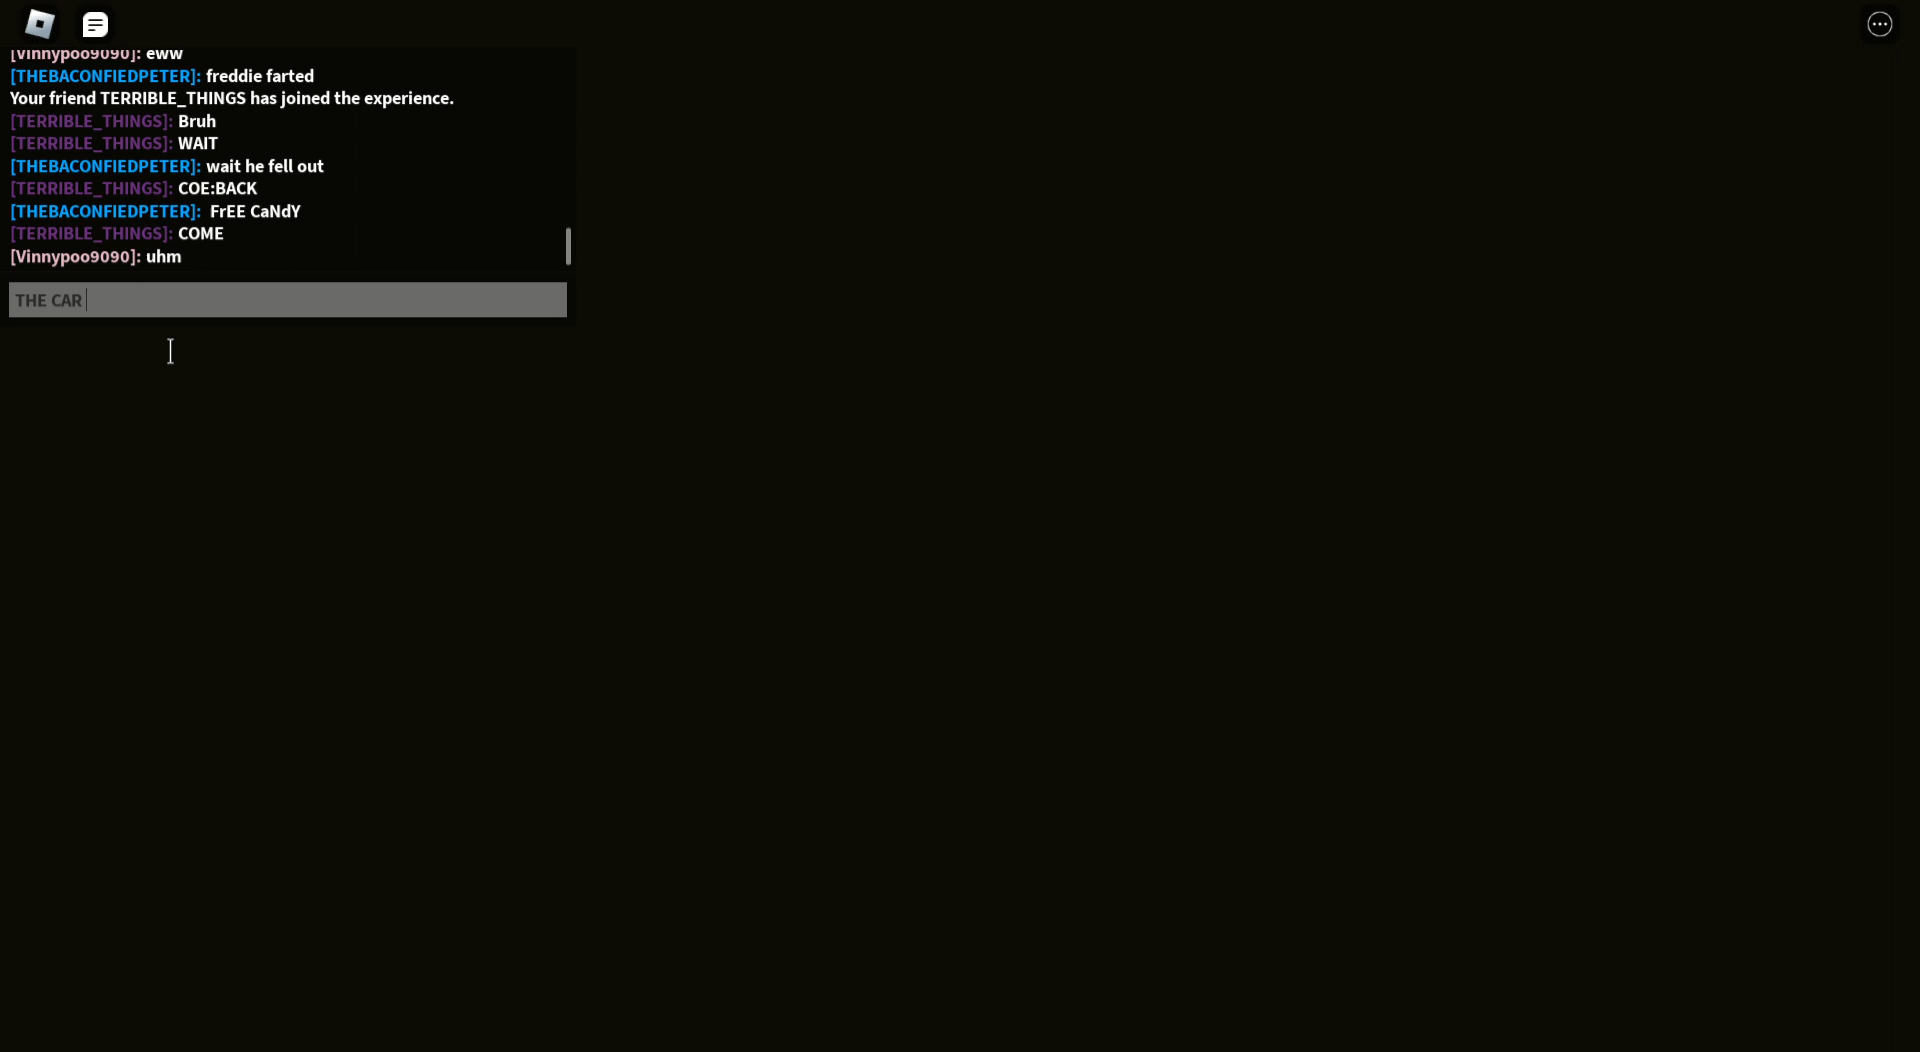 [Vinnypoo9090]: eww
[THEBACONFIEDPETER]: freddie farted
Your friend TERRIBLE_THINGS has joined the experience.
[TERRIBLE_THINGS]: Bruh
[TERRIBLE_THINGS]: WAIT
[THEBACONFIEDPETER]: wait he fell out
[TERRIBLE_THINGS]: COE:BACK
[THEBACONFIEDPETER]: FrEE CaNdY
[TERRIBLE_THINGS]: COME
[Vinnypoo9090]: uhm
THE CAR